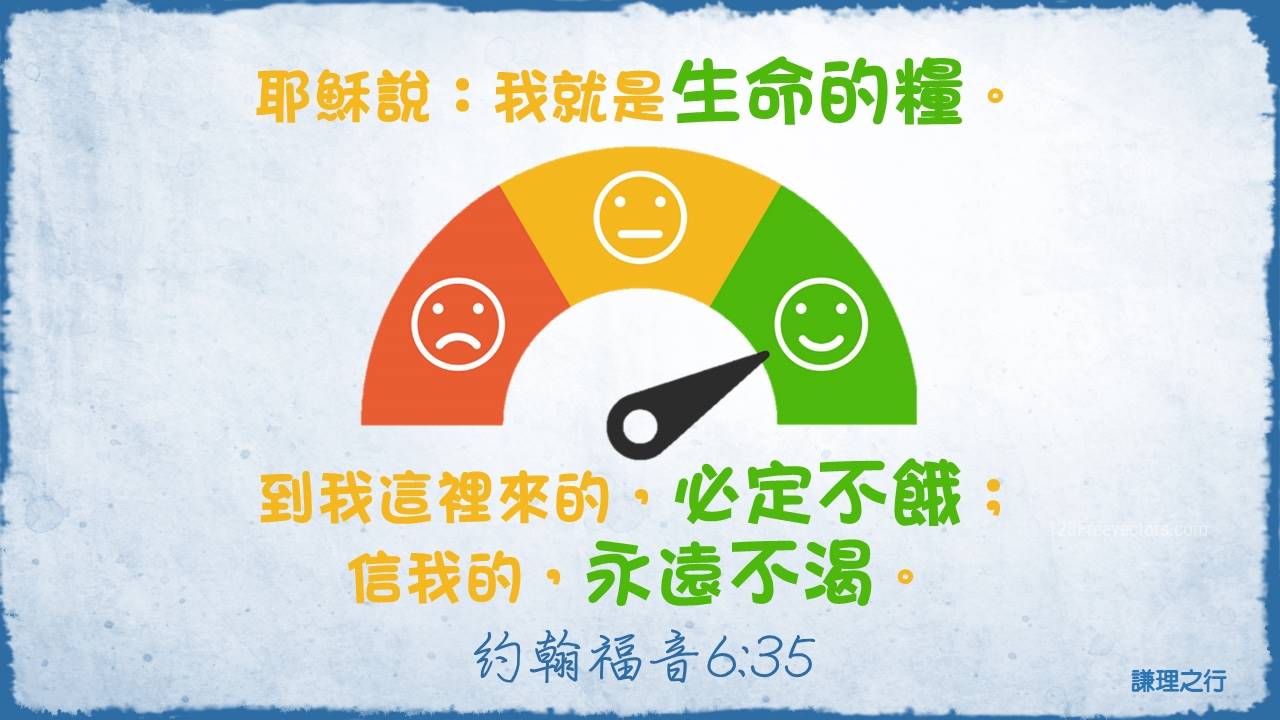 耶穌說：我就是生命的糧。
到我這裡來的，必定不餓；
信我的，永遠不渴。
約翰福音6:35
謙理之行
123Freevectors.com